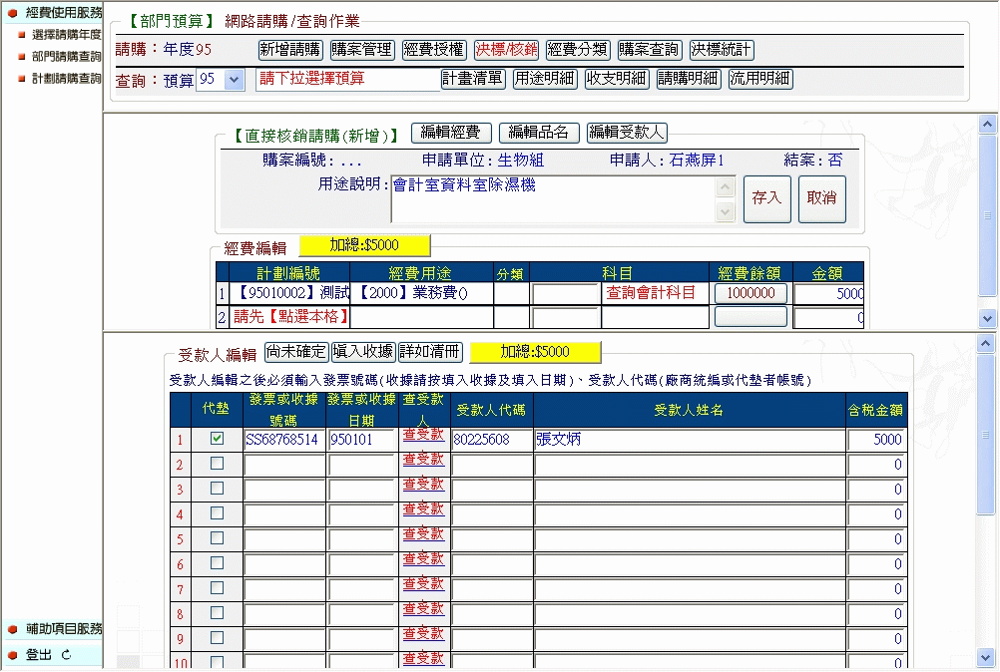 經費使用服務
選擇請購年度
部門請購查詢
計劃請購查詢
輔助項目服務
登出
【部門預算】 網路請購/查詢作業
請購：年度95 新增請購 購案管理 經費授權 決標/核銷 經費分類 購案查詢 決標統計
查詢：預算 95 請下拉選擇預算 計畫清單 用途明細 收支明細 請購明細 流用明細
【直接核銷請購(新增)】 編輯經費 編輯品名 編輯受款人
購案編號：... 申請單位：生物組 申請人：石燕屏1 結案：否
用途說明： 會計室資料室除濕機 存入 取消
經費編輯 加總:$5000
計劃編號 經費用途 分類 科目 經費餘額 金額
1 【95010002】測試 【2000】業務費() 查詢會計科目 1000000 5000
2 請先【點選本格】 0
受款人編輯 尚未確定 填入收據 詳如清冊 加總:$5000
受款人編輯之後必須輸入發票號碼(收據請按填入收據及填入日期)、受款人代碼(廠商統編或代墊者帳號)
代墊 發票或收據號碼 發票或收據日期 查受款人 受款人代碼 受款人姓名 含稅金額
1 SS68768514 950101 查受款 80225608 張文炳 5000
2 查受款 0
3 查受款 0
4 查受款 0
5 查受款 0
6 查受款 0
7 查受款 0
8 查受款 0
9 查受款 0
10 查受款 0